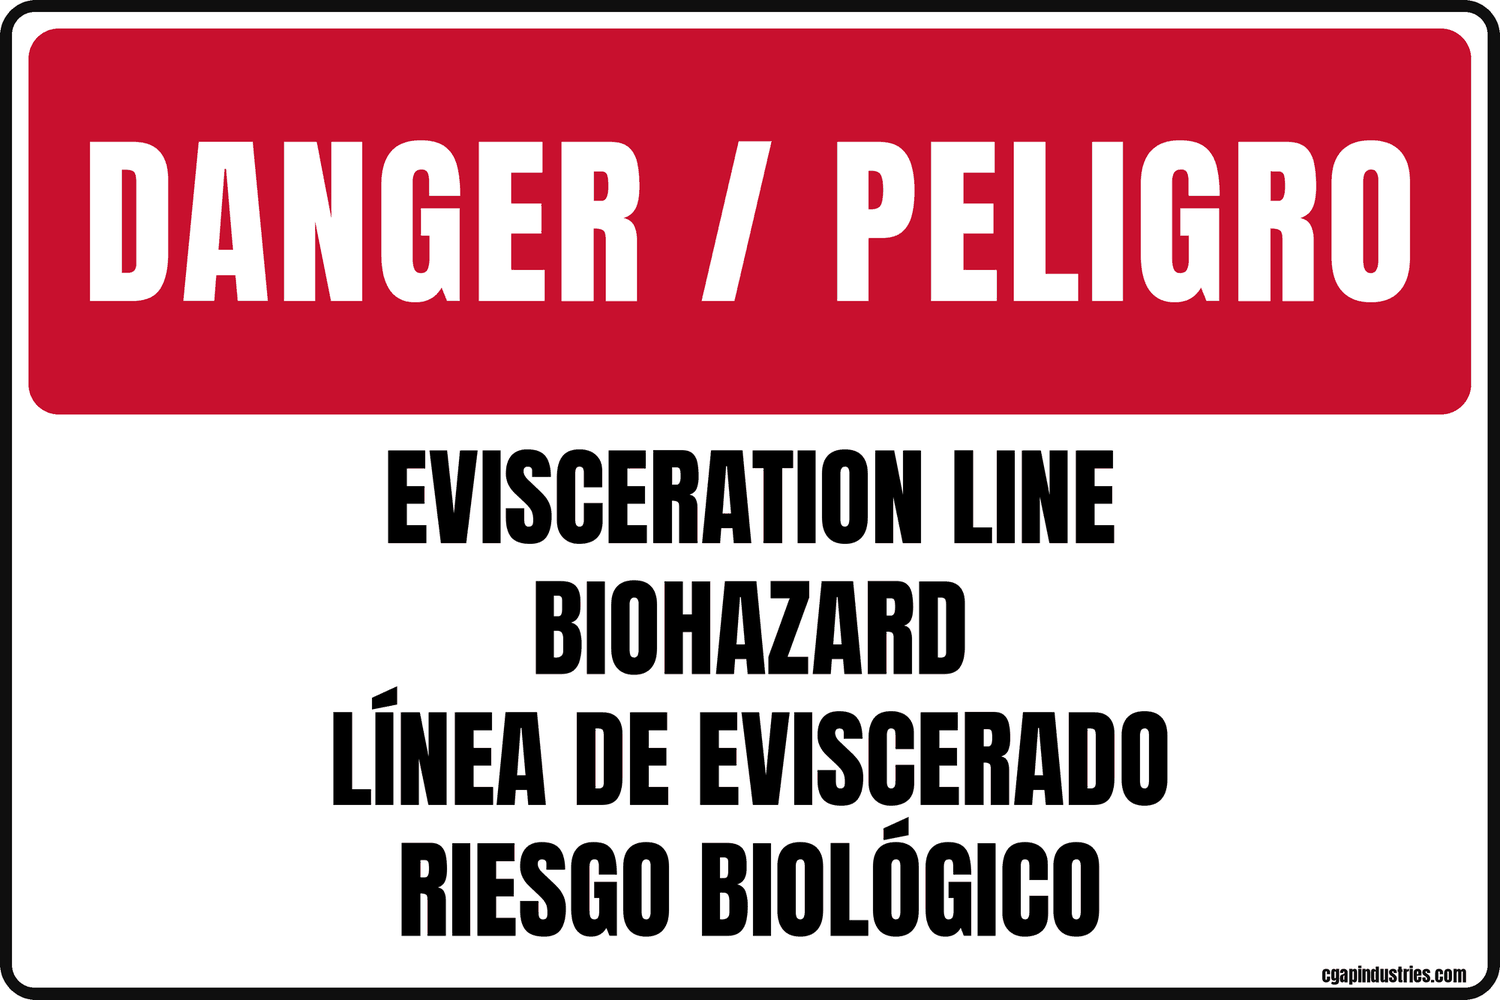 DANGER / PELIGRO
EVISCERATION LINE
BIOHAZARD
LÍNEA DE EVISCERADO
RIESGO BIOLÓGICO
cgapindustries.com